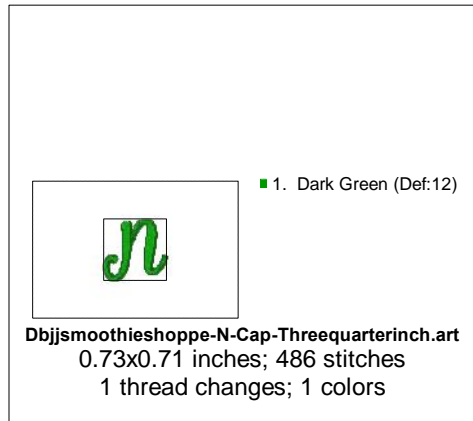 1. Dark Green (Def:12)
n
Dbjjsmoothieshoppe-N-Cap-Threequarterinch.art
0.73x0.71 inches; 486 stitches
1 thread changes; 1 colors